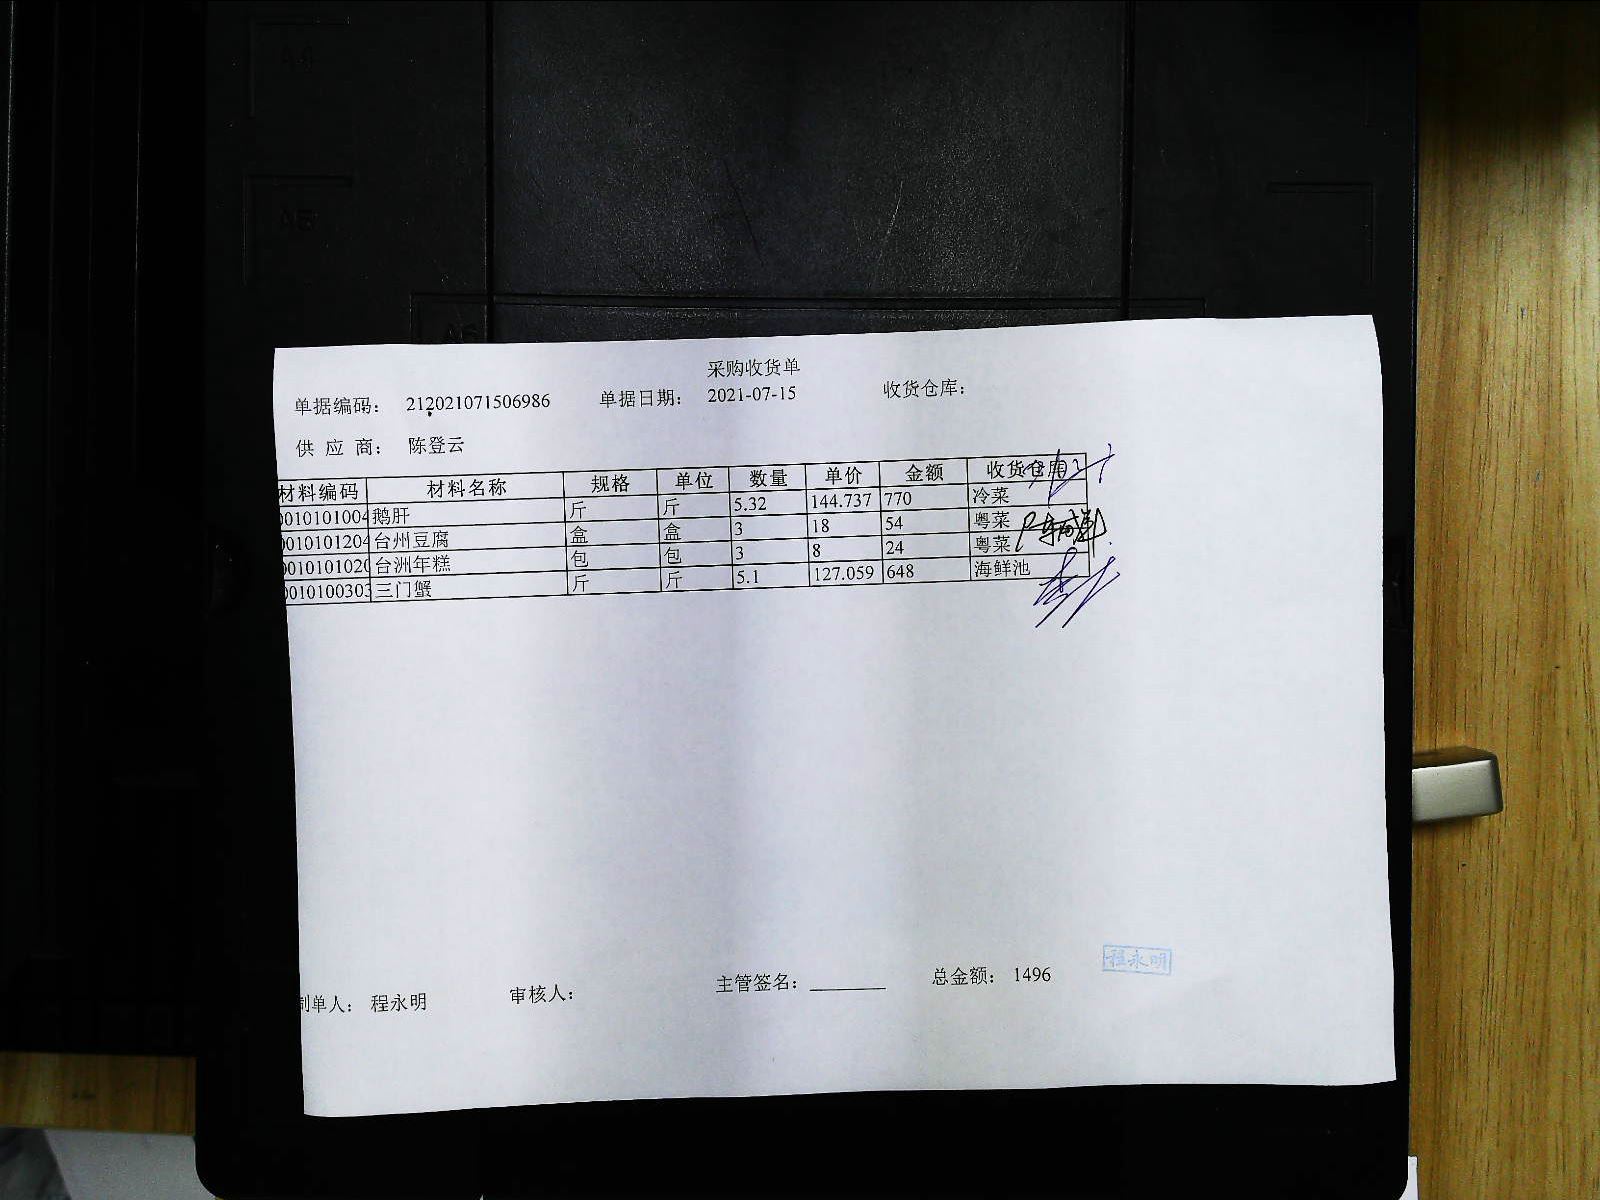 采购收货单
单据编码： 212021071506986 单据日期： 2021-07-15 收货仓库：
供 应 商： 陈登云
材料编码 材料名称 规格 单位 数量 单价 金额 收货仓库
0010101004 鹅肝 斤 斤 5.32 144.737 770 冷菜
0010101204 台州豆腐 盒 盒 3 18 54 粤菜
0010101020 台洲年糕 包 包 3 8 24 粤菜
0010100303 三门蟹 斤 斤 5.1 127.059 648 海鲜池
制单人： 程永明 审核人： 主管签名： 总金额： 1496
程永明